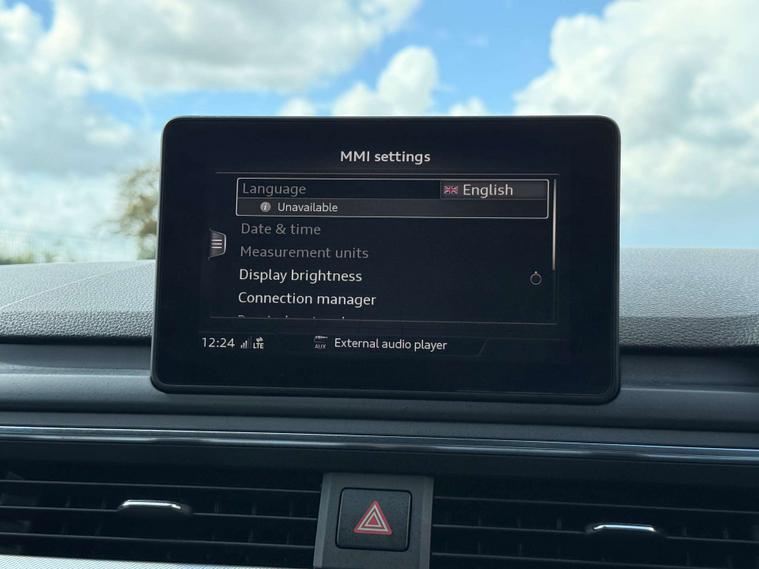 MMI settings
Language English
Unavailable
Date & time
Measurement units
Display brightness
Connection manager
12:24 LTE AUX External audio player